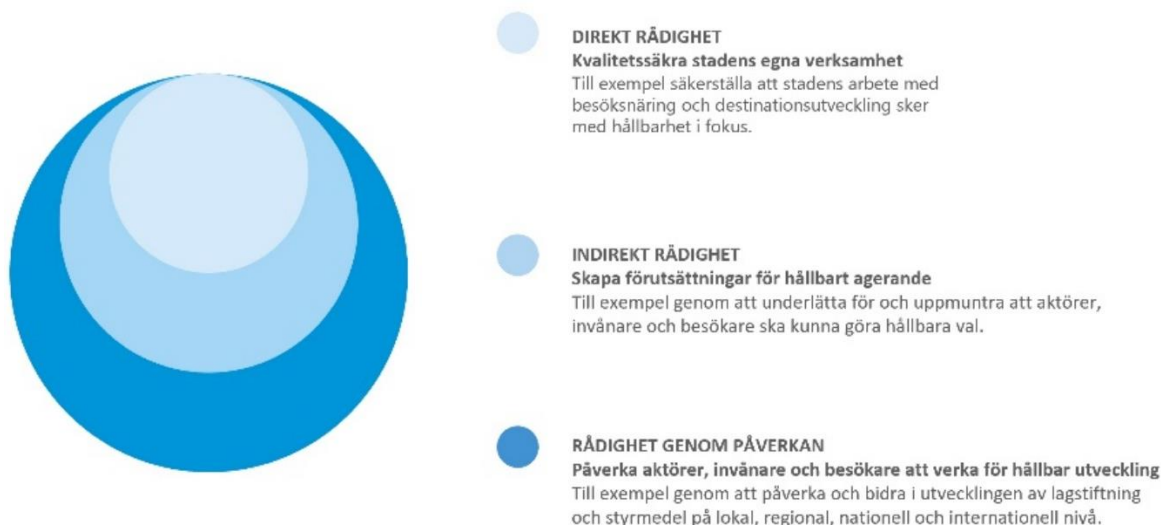 DIREKT RÅDIGHET
Kvalitetssäkra stadens egna verksamhet
Till exempel säkerställa att stadens arbete med
besöksnäring och destinationsutveckling sker
med hållbarhet i fokus.
INDIREKT RÅDIGHET
Skapa förutsättningar för hållbart agerande
Till exempel genom att underlätta för och uppmuntra att aktörer,
invånare och besökare ska kunna göra hållbara val.
RÅDIGHET GENOM PÅVERKAN
Påverka aktörer, invånare och besökare att verka för hållbar utveckling
Till exempel genom att påverka och bidra i utvecklingen av lagstiftning
och styrmedel på lokal, regional, nationell och internationell nivå.